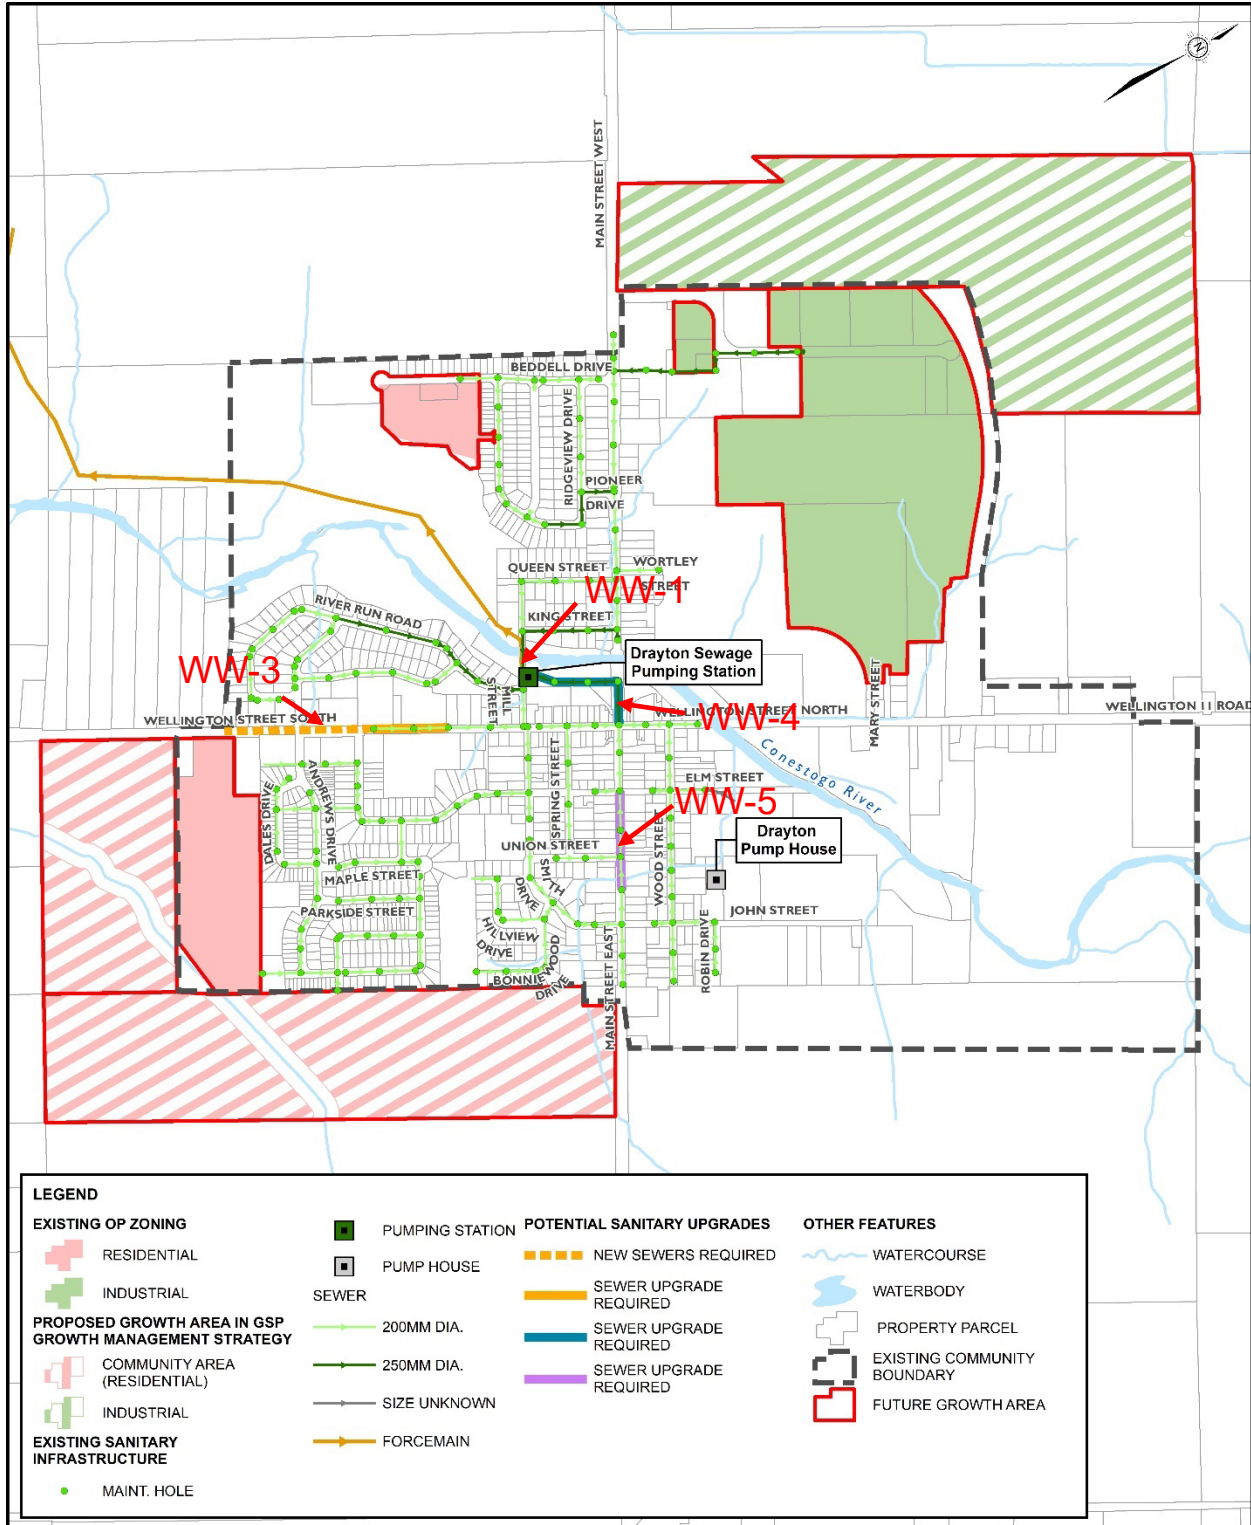 N
MAIN STREET WEST
BEDDELL DRIVE
RIDGEVIEW DRIVE
PIONEER
DRIVE
QUEEN STREET
WORTLEY
STREET
WW-1
KING STREET
RIVER RUN ROAD
Drayton Sewage
Pumping Station
WW-3
MILL
STREET
WELLINGTON STREET SOUTH
WELLINGTON STREET NORTH
WW-4
MARY STREET
WELLINGTON 11 ROAD
Conestogo River
SPRING STREET
ELM STREET
ANDREWS DRIVE
DALES DRIVE
WW-5
WOOD STREET
Drayton
Pump House
UNION STREET
MAPLE STREET
SMITH
DRIVE
PARKSIDE STREET
HILLVIEW
DRIVE
JOHN STREET
ROBIN DRIVE
BONNIEWOOD
DRIVE
MAIN STREET EAST
LEGEND
EXISTING OP ZONING
RESIDENTIAL
INDUSTRIAL
PROPOSED GROWTH AREA IN GSP
GROWTH MANAGEMENT STRATEGY
COMMUNITY AREA
(RESIDENTIAL)
INDUSTRIAL
EXISTING SANITARY
INFRASTRUCTURE
MAINT. HOLE
PUMPING STATION
PUMP HOUSE
SEWER
200MM DIA.
250MM DIA.
SIZE UNKNOWN
FORCEMAIN
POTENTIAL SANITARY UPGRADES
NEW SEWERS REQUIRED
SEWER UPGRADE
REQUIRED
SEWER UPGRADE
REQUIRED
SEWER UPGRADE
REQUIRED
OTHER FEATURES
WATERCOURSE
WATERBODY
PROPERTY PARCEL
EXISTING COMMUNITY
BOUNDARY
FUTURE GROWTH AREA